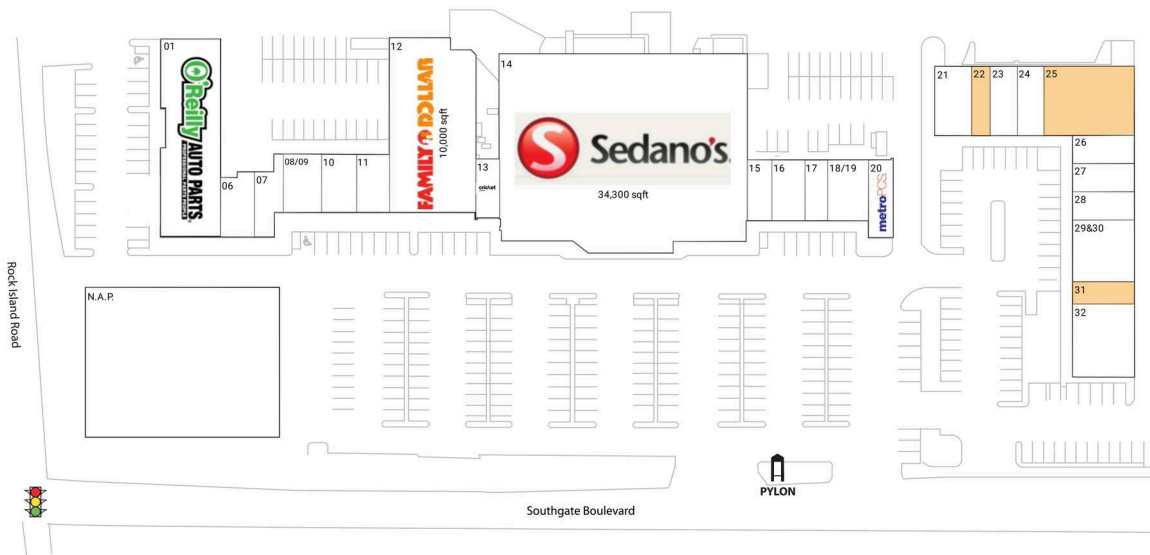 01
O'Reilly AUTO PARTS
06
07
08/09
10
11
12
FAMILY DOLLAR
10,000 sqft
13
cricket
14
S Sedano's
34,300 sqft
15
16
17
18/19
20
metroPCS
21
22
23
24
25
26
27
28
29&30
31
32
N.A.P.
Rock Island Road
PYLON
Southgate Boulevard